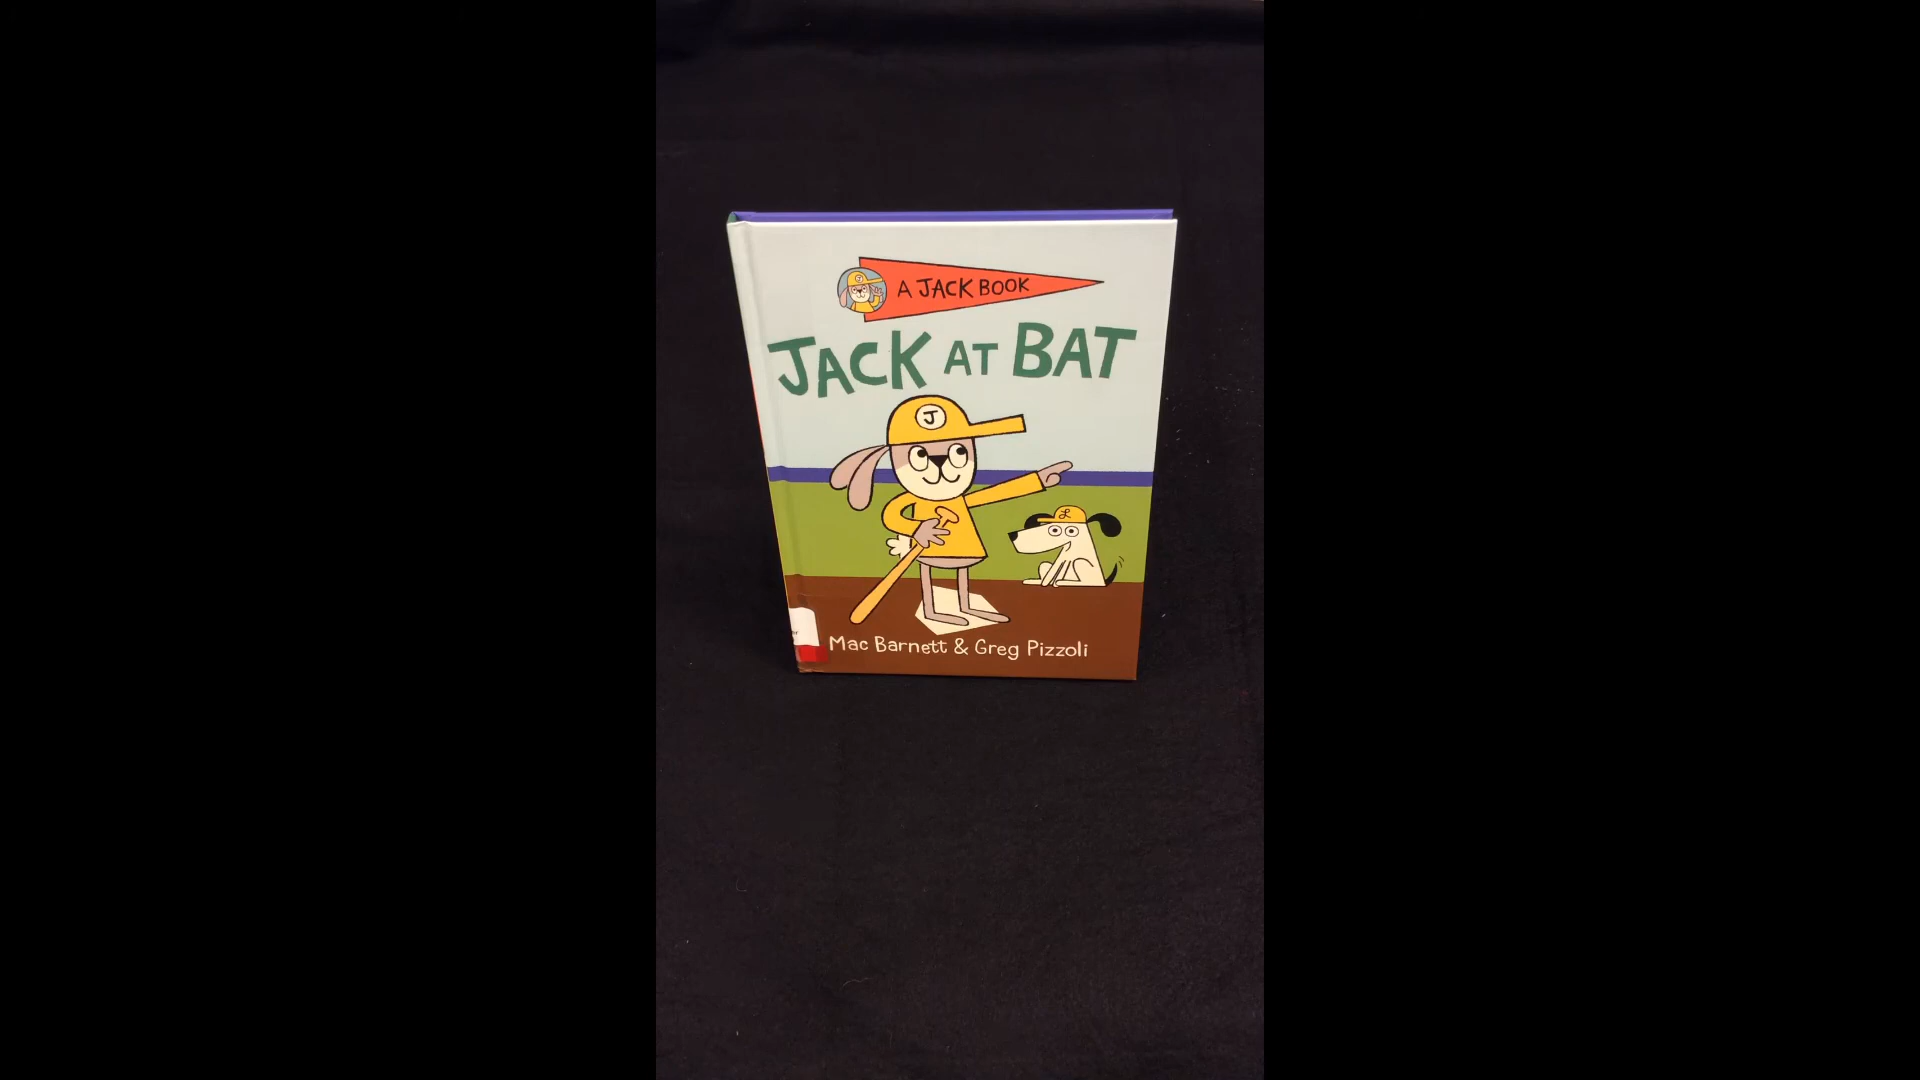 A JACK BOOK
JACK AT BAT
J
L
Mac Barnett & Greg Pizzoli